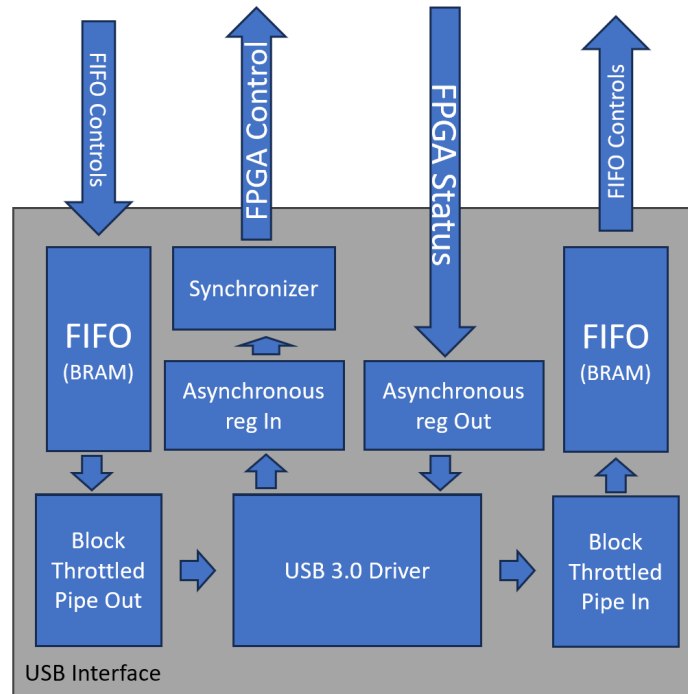 FIFO Controls
FPGA Control
FPGA Status
FIFO Controls
FIFO
(BRAM)
Synchronizer
FIFO
(BRAM)
Asynchronous
reg In
Asynchronous
reg Out
Block
Throttled
Pipe Out
USB 3.0 Driver
Block
Throttled
Pipe In
USB Interface